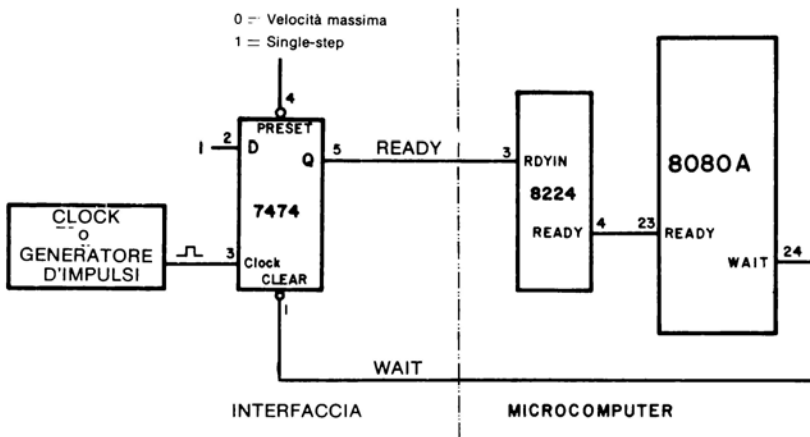 0 = Velocità massima
1 = Single-step
4
PRESET
2
D
1
Q
5
READY
3
RDYIN
8224
4
READY
23
READY
8080A
WAIT
24
7474
CLOCK
o
GENERATORE
D'IMPULSI
3
Clock
CLEAR
1
WAIT
INTERFACCIA
MICROCOMPUTER